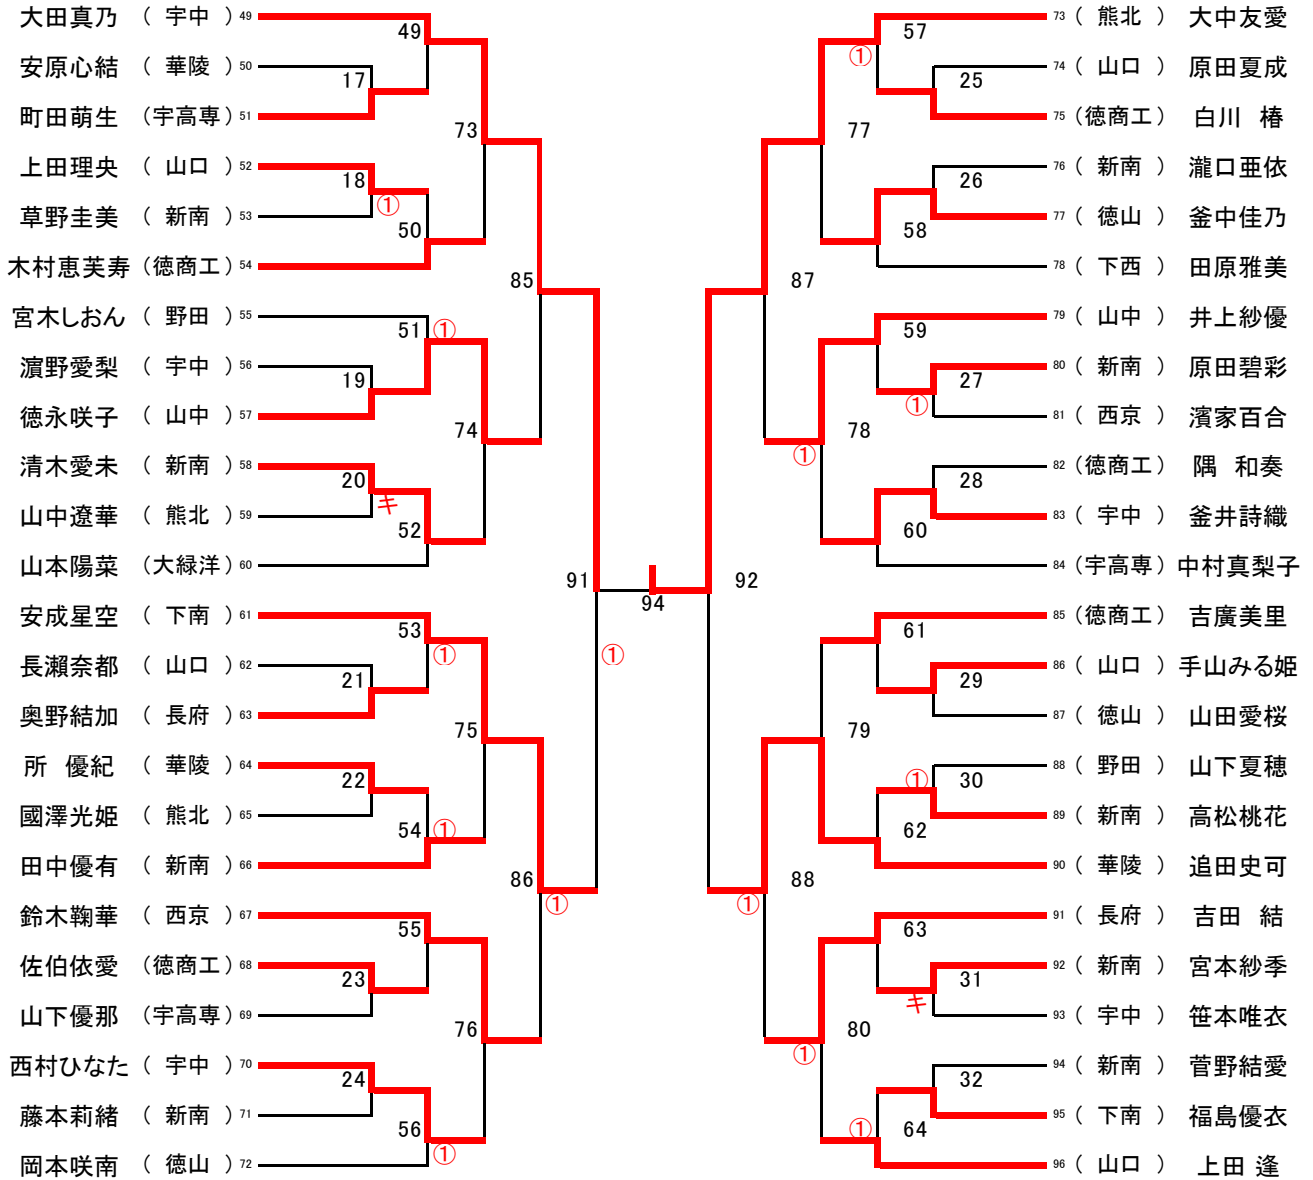 大田真乃 ( 宇中 ) 49
安原心結 ( 華陵 ) 50
町田萌生 (宇高専) 51
上田理央 ( 山口 ) 52
草野圭美 ( 新南 ) 53
木村恵芙寿 (徳商工) 54
宮木しおん ( 野田 ) 55
濵野愛梨 ( 宇中 ) 56
徳永咲子 ( 山中 ) 57
清木愛未 ( 新南 ) 58
山中遼華 ( 熊北 ) 59
山本陽菜 (大緑洋) 60
安成星空 ( 下南 ) 61
長瀬奈都 ( 山口 ) 62
奥野結加 ( 長府 ) 63
所 優紀 ( 華陵 ) 64
國澤光姫 ( 熊北 ) 65
田中優有 ( 新南 ) 66
鈴木鞠華 ( 西京 ) 67
佐伯依愛 (徳商工) 68
山下優那 (宇高専) 69
西村ひなた ( 宇中 ) 70
藤本莉緒 ( 新南 ) 71
岡本咲南 ( 徳山 ) 72
49
17
73
18
①
50
85
51 ①
19
74
20
キ
52
91
53
①
21
75
①
22
54 ①
86
①
55
23
76
24
56
①
94
92
57
①
25
77
26
58
87
59
27
①
78
①
28
60
61
29
79
① 30
62
88
①
63
31
キ
80
①
32
① 64
73 ( 熊北 ) 大中友愛
74 ( 山口 ) 原田夏成
75 (徳商工) 白川 椿
76 ( 新南 ) 瀧口亜依
77 ( 徳山 ) 釜中佳乃
78 ( 下西 ) 田原雅美
79 ( 山中 ) 井上紗優
80 ( 新南 ) 原田碧彩
81 ( 西京 ) 濱家百合
82 (徳商工) 隅 和奏
83 ( 宇中 ) 釜井詩織
84 (宇高専) 中村真梨子
85 (徳商工) 吉廣美里
86 ( 山口 ) 手山みる姫
87 ( 徳山 ) 山田愛桜
88 ( 野田 ) 山下夏穂
89 ( 新南 ) 高松桃花
90 ( 華陵 ) 追田史可
91 ( 長府 ) 吉田 結
92 ( 新南 ) 宮本紗季
93 ( 宇中 ) 笹本唯衣
94 ( 新南 ) 菅野結愛
95 ( 下南 ) 福島優衣
96 ( 山口 ) 上田 逢